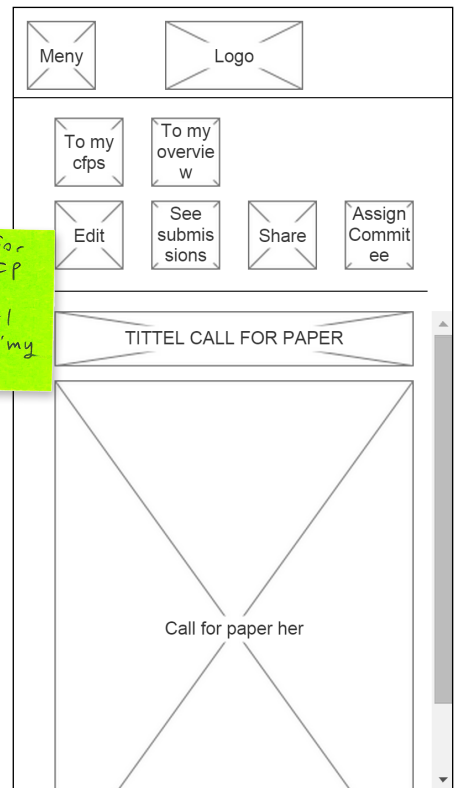 Meny
Logo
To my
cfps
To my
overvie
w
Edit
See
submis
sions
Share
Assign
Commit
ee
my
TITTEL CALL FOR PAPER
Call for paper her